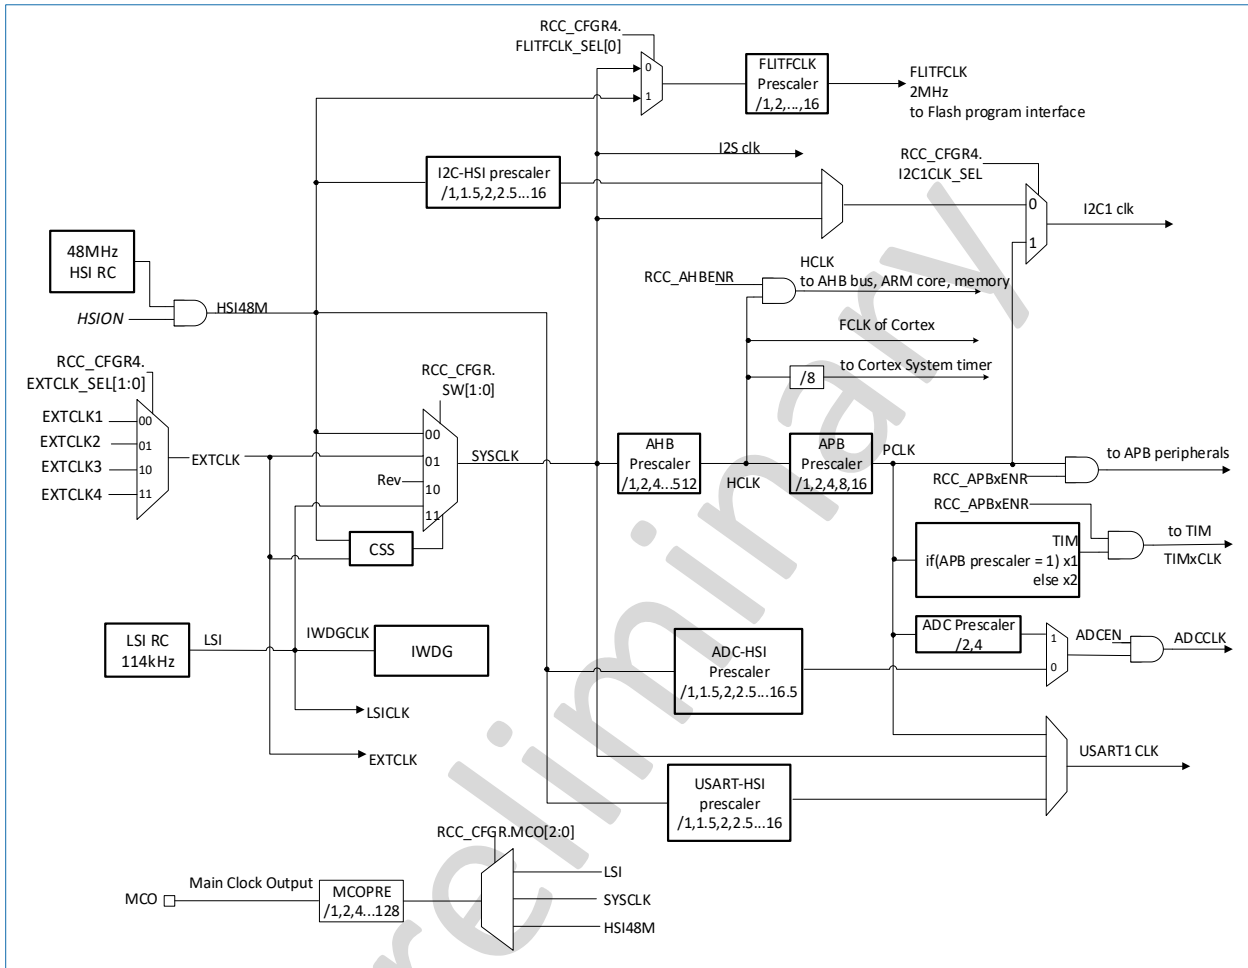 RCC_CFGR4.
FLITFCLK_SEL[0]
0
1
FLITFCLK
Prescaler
/1,2,...,16
FLITFCLK
2MHz
to Flash program interface
I2S clk
I2C-HSI prescaler
/1,1.5,2,2.5...16
RCC_CFGR4.
I2C1CLK_SEL
0
1
I2C1 clk
48MHz
HSI RC
HSION
HSI48M
RCC_AHBENR
HCLK
to AHB bus, ARM core, memory
FCLK of Cortex
/8
to Cortex System timer
RCC_CFGR4.
EXTCLK_SEL[1:0]
EXTCLK1
EXTCLK2
EXTCLK3
EXTCLK4
00
01
10
11
EXTCLK
RCC_CFGR.
SW[1:0]
00
01
Rev
10
11
CSS
SYSCLK
AHB
Prescaler
/1,2,4...512
HCLK
APB
Prescaler
/1,2,4,8,16
PCLK
to APB peripherals
RCC_APBxENR
RCC_APBxENR
TIM
if(APB prescaler = 1) x1
else x2
to TIM
TIMxCLK
LSI RC
114kHz
LSI
IWDGCLK
IWDG
LSICLK
EXTCLK
ADC-HSI
Prescaler
/1,1.5,2,2.5...16.5
ADC Prescaler
/2,4
1
0
ADCEN
ADCCLK
USART-HSI
prescaler
/1,1.5,2,2.5...16
USART1 CLK
RCC_CFGR.MCO[2:0]
LSI
SYSCLK
HSI48M
MCO
Main Clock Output
MCOPRE
/1,2,4...128
reliminary